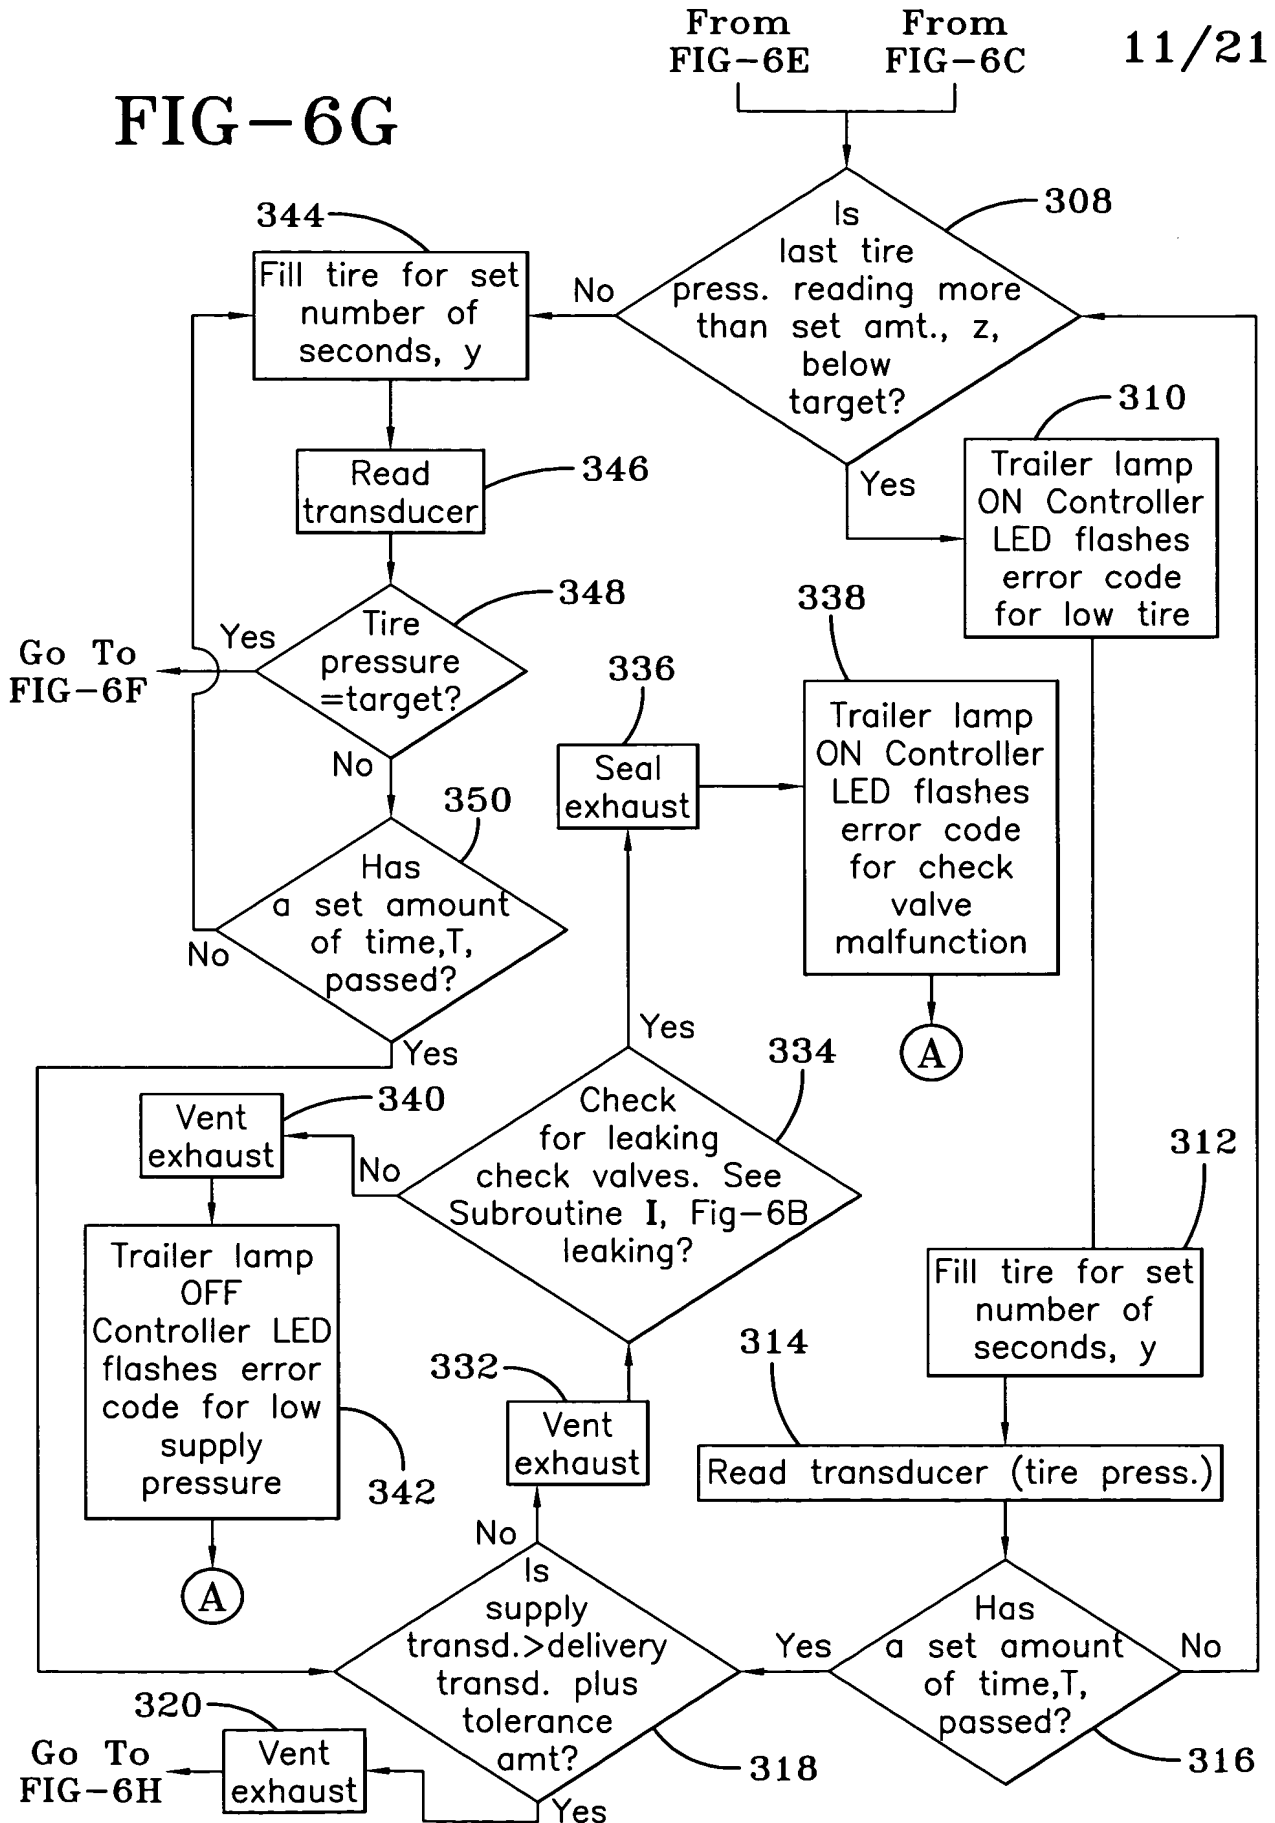 From
FIG-6E
From
FIG-6C
11/21
FIG-6G
344
Fill tire for set
number of
seconds, y
No
Is
last tire
press. reading more
than set amt., z,
below
target?
308
310
Yes
Trailer lamp
ON Controller
LED flashes
error code
for low tire
Read
transducer
346
348
Tire
pressure
=target?
Yes
Go To
FIG-6F
No
350
Has
a set amount
of time,T,
passed?
No
Yes
336
Seal
exhaust
338
Trailer lamp
ON Controller
LED flashes
error code
for check
valve
malfunction
A
Yes
334
Check
for leaking
check valves. See
Subroutine I, Fig-6B
leaking?
No
340
Vent
exhaust
Trailer lamp
OFF
Controller LED
flashes error
code for low
supply
pressure
342
A
312
Fill tire for set
number of
seconds, y
314
Read transducer (tire press.)
332
Vent
exhaust
No
Is
supply
transd.>delivery
transd. plus
tolerance
amt?
318
Yes
Has
a set amount
of time,T,
passed?
No
316
320
Vent
exhaust
Go To
FIG-6H
Yes